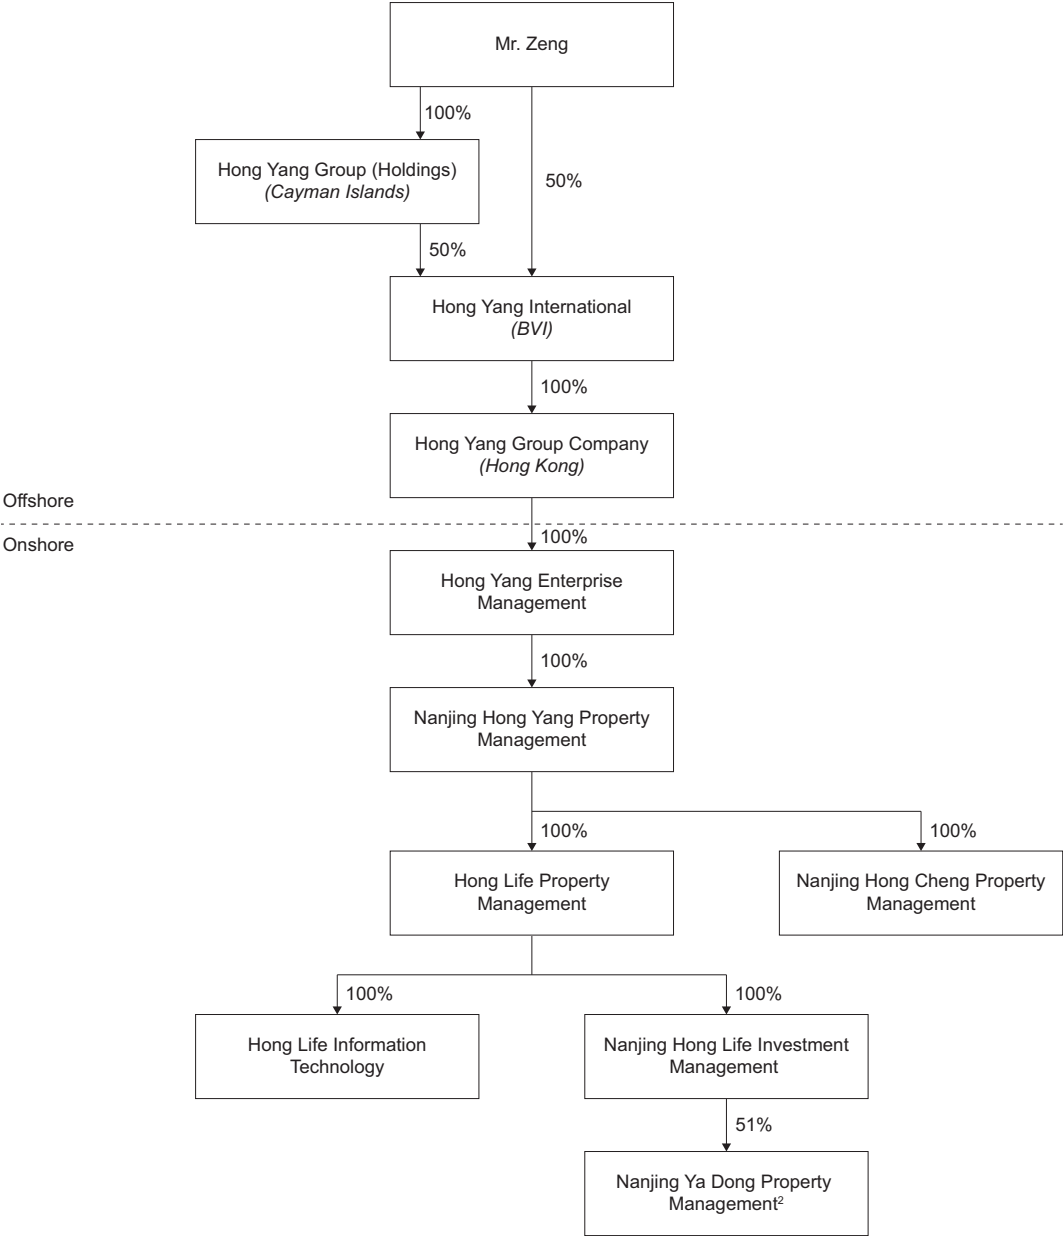 Mr. Zeng
100%
Hong Yang Group (Holdings)
(Cayman Islands)
50%
50%
Hong Yang International
(BVI)
100%
Hong Yang Group Company
(Hong Kong)
Offshore
100%
Onshore
Hong Yang Enterprise
Management
100%
Nanjing Hong Yang Property
Management
100%
100%
Hong Life Property
Management
Nanjing Hong Cheng Property
Management
100%
100%
Hong Life Information
Technology
Nanjing Hong Life Investment
Management
51%
Nanjing Ya Dong Property
Management²